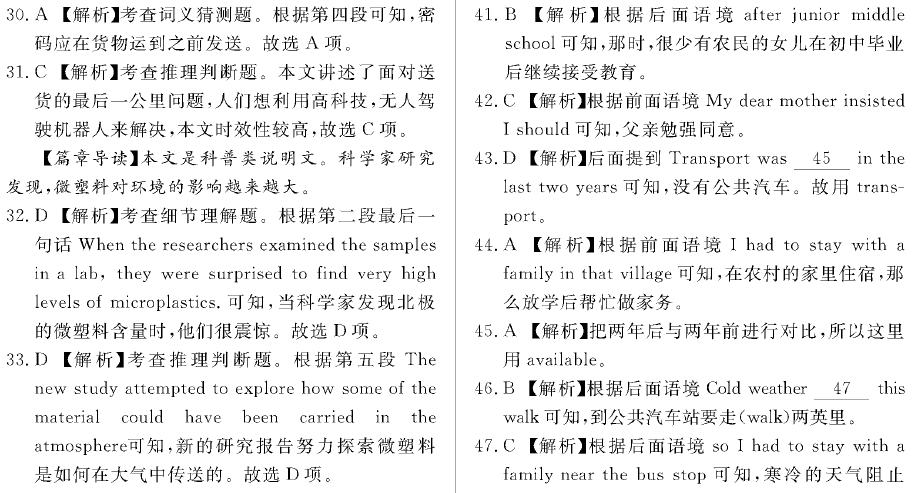 30. A 【解析】考查词义猜测题。根据第四段可知,密
码应在货物运到之前发送。故选 A 项。
31. C 【解析】考查推理判断题。本文讲述了面对送
货的最后一公里问题,人们想利用高科技,无人驾
驶机器人来解决,本文时效性较高,故选 C 项。
【篇章导读】本文是科普类说明文。科学家研究
发现,微塑料对环境的影响越来越大。
32. D 【解析】考查细节理解题。根据第二段最后一
句话 When the researchers examined the samples
in a lab, they were surprised to find very high
levels of microplastics. 可知,当科学家发现北极
的微塑料含量时,他们很震惊。故选 D 项。
33. D 【解析】考查推理判断题。根据第五段 The
new study attempted to explore how some of the
material could have been carried in the
atmosphere可知,新的研究报告努力探索微塑料
是如何在大气中传送的。故选 D 项。
41. B 【解析】根据后面语境 after junior middle
school 可知,那时,很少有农民的女儿在初中毕业
后继续接受教育。
42. C 【解析】根据前面语境 My dear mother insisted
I should 可知,父亲勉强同意。
43. D 【解析】后面提到 Transport was 45 in the
last two years 可知,没有公共汽车。故用 trans-
port。
44. A 【解析】根据前面语境 I had to stay with a
family in that village 可知,在农村的家里住宿,那
么放学后帮忙做家务。
45. A 【解析】把两年后与两年前进行对比,所以这里
用 available。
46. B 【解析】根据后面语境 Cold weather 47 this
walk 可知,到公共汽车站要走(walk)两英里。
47. C 【解析】根据后面语境 so I had to stay with a
family near the bus stop 可知,寒冷的天气阻止